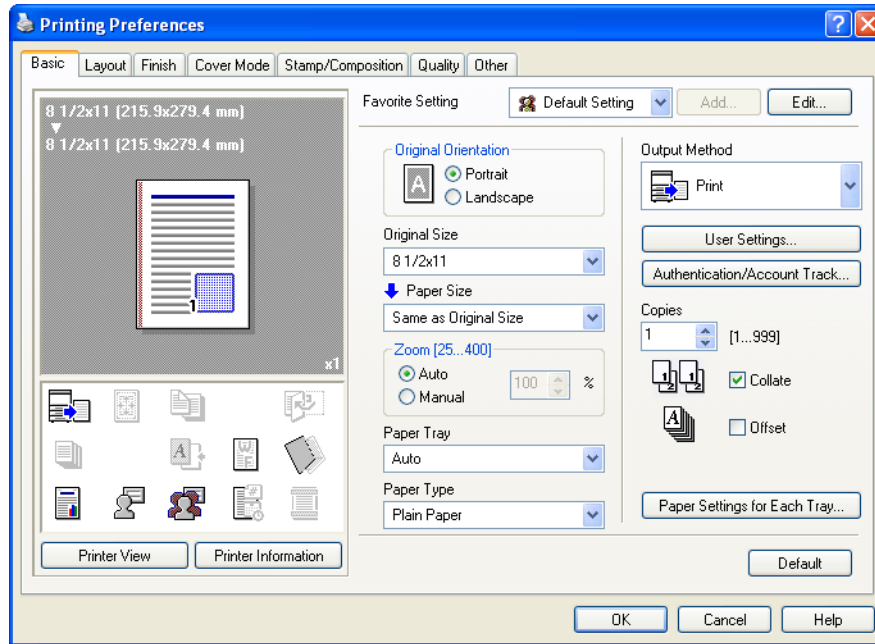 Printing Preferences
Basic Layout Finish Cover Mode Stamp/Composition Quality Other
8 1/2x11 (215.9x279.4 mm)
8 1/2x11 (215.9x279.4 mm)
1
x1
Printer View Printer Information
Favorite Setting Default Setting Add... Edit...
Original Orientation
A
Portrait
Landscape
Original Size
8 1/2x11
Paper Size
Same as Original Size
Zoom [25...400]
Auto
Manual
100 %
Paper Tray
Auto
Paper Type
Plain Paper
Output Method
Print
User Settings...
Authentication/Account Track...
Copies
1 [1...999]
1 2 1 2 Collate
A Offset
Paper Settings for Each Tray...
Default
OK Cancel Help